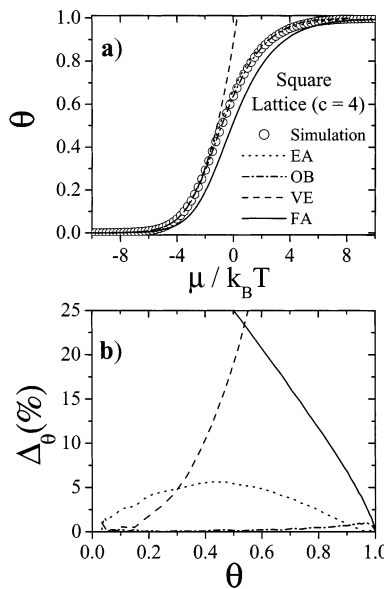 1.0
0.8
0.6
0.4
0.2
0.0
θ
a)
Square
Lattice (c = 4)
Simulation
EA
OB
VE
FA
-8 -4 0 4 8
μ / k_BT
25
20
15
10
5
0
Δ_θ(%)
b)
0.0 0.2 0.4 0.6 0.8 1.0
θ